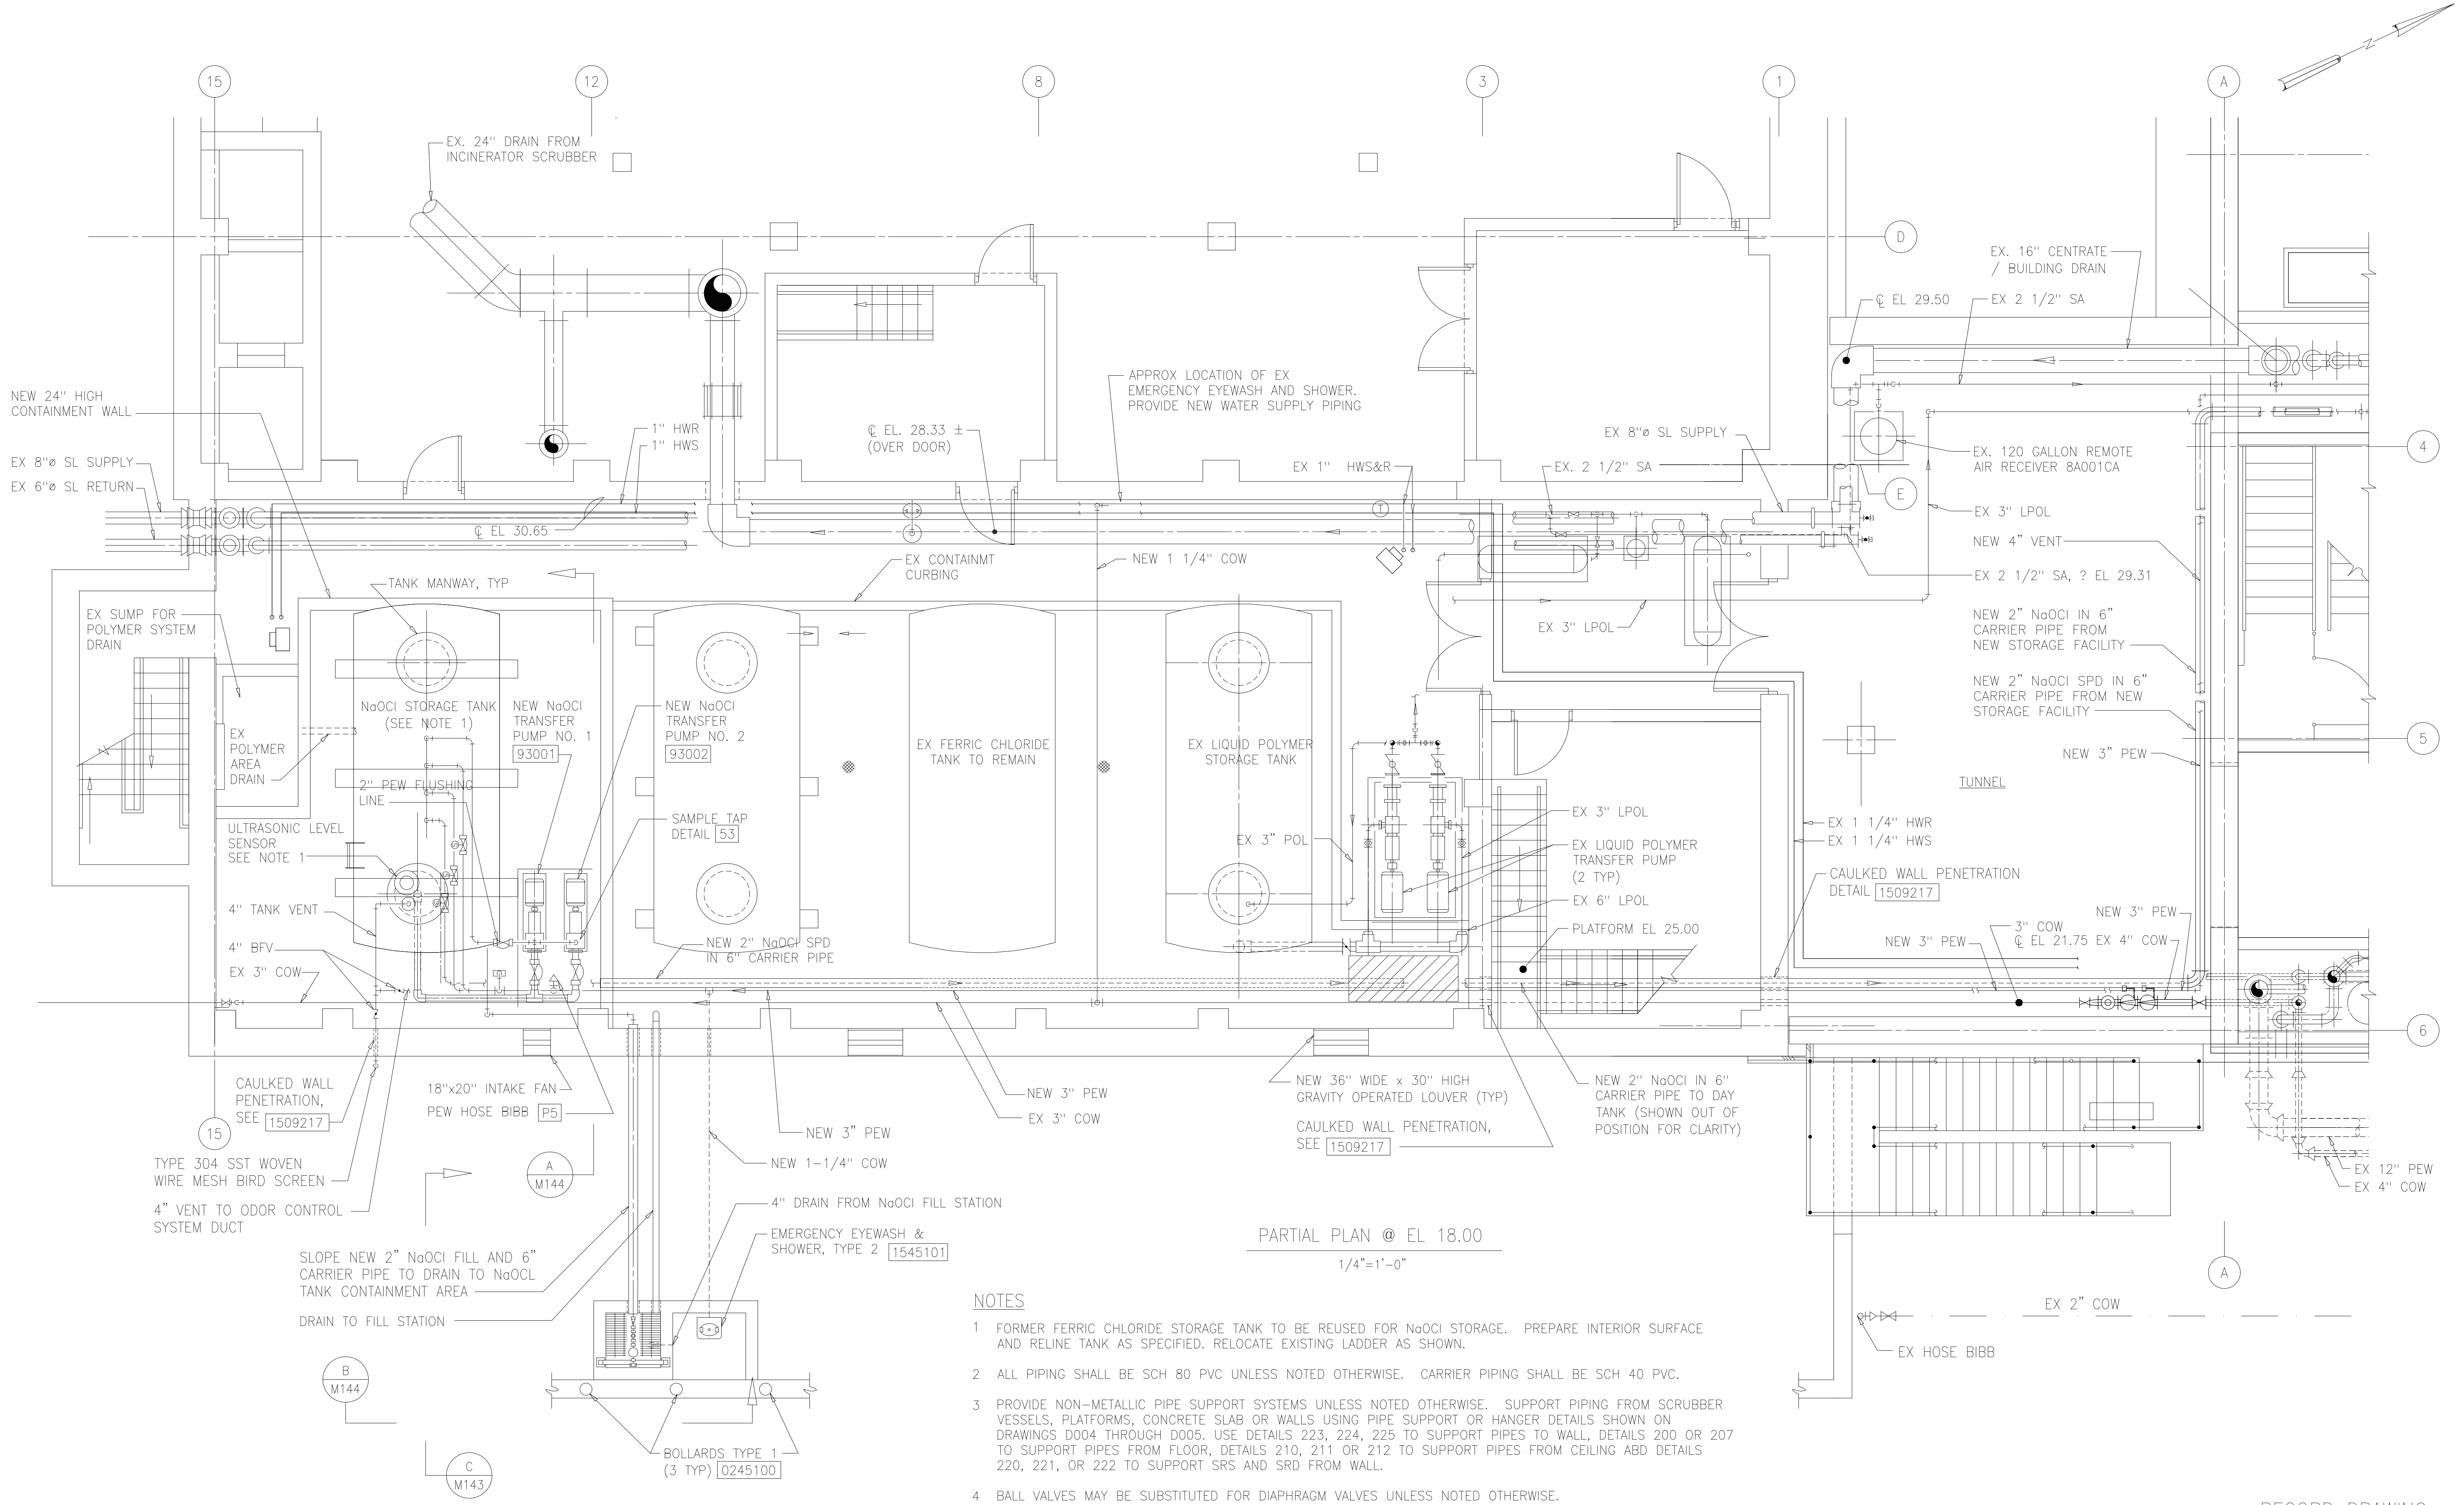 N
15
12
8
3
1
A
EX. 24" DRAIN FROM
INCINERATOR SCRUBBER
D
EX. 16" CENTRATE
/ BUILDING DRAIN
℄ EL 29.50
EX 2 1/2" SA
NEW 24" HIGH
CONTAINMENT WALL
APPROX LOCATION OF EX
EMERGENCY EYEWASH AND SHOWER.
PROVIDE NEW WATER SUPPLY PIPING
1" HWR
1" HWS
℄ EL. 28.33 ±
(OVER DOOR)
EX 8"ø SL SUPPLY
EX. 120 GALLON REMOTE
AIR RECEIVER 8A001CA
4
EX 8"ø SL SUPPLY
EX 6"ø SL RETURN
EX 1" HWS&R
EX. 2 1/2" SA
E
T
EX 3" LPOL
℄ EL 30.65
NEW 4" VENT
EX CONTAINMT
CURBING
NEW 1 1/4" COW
TANK MANWAY, TYP
EX 2 1/2" SA, ? EL 29.31
EX SUMP FOR
POLYMER SYSTEM
DRAIN
EX 3" LPOL
NEW 2" NaOCl IN 6"
CARRIER PIPE FROM
NEW STORAGE FACILITY
NEW 2" NaOCl SPD IN 6"
CARRIER PIPE FROM NEW
STORAGE FACILITY
NaOCl STORAGE TANK
(SEE NOTE 1)
NEW NaOCl
TRANSFER
PUMP NO. 1
93001
NEW NaOCl
TRANSFER
PUMP NO. 2
93002
EX
POLYMER
AREA
DRAIN
EX FERRIC CHLORIDE
TANK TO REMAIN
EX LIQUID POLYMER
STORAGE TANK
5
NEW 3" PEW
TUNNEL
2" PEW FLUSHING
LINE
SAMPLE TAP
DETAIL 53
ULTRASONIC LEVEL
SENSOR
SEE NOTE 1
EX 3" POL
EX 3" LPOL
EX LIQUID POLYMER
TRANSFER PUMP
(2 TYP)
EX 1 1/4" HWR
EX 1 1/4" HWS
CAULKED WALL PENETRATION
DETAIL 1509217
EX 6" LPOL
4" TANK VENT
4" BFV
EX 3" COW
NEW 2" NaOCl SPD
IN 6" CARRIER PIPE
PLATFORM EL 25.00
NEW 3" PEW
NEW 3" PEW
3" COW
℄ EL 21.75 EX 4" COW
6
CAULKED WALL
PENETRATION,
SEE 1509217
18"x20" INTAKE FAN
PEW HOSE BIBB P5
NEW 3" PEW
EX 3" COW
NEW 3" PEW
NEW 36" WIDE x 30" HIGH
GRAVITY OPERATED LOUVER (TYP)
CAULKED WALL PENETRATION,
SEE 1509217
NEW 2" NaOCl IN 6"
CARRIER PIPE TO DAY
TANK (SHOWN OUT OF
POSITION FOR CLARITY)
15
TYPE 304 SST WOVEN
WIRE MESH BIRD SCREEN
4" VENT TO ODOR CONTROL
SYSTEM DUCT
A
M144
NEW 1-1/4" COW
4" DRAIN FROM NaOCl FILL STATION
EMERGENCY EYEWASH &
SHOWER, TYPE 2 1545101
EX 12" PEW
EX 4" COW
SLOPE NEW 2" NaOCl FILL AND 6"
CARRIER PIPE TO DRAIN TO NaOCL
TANK CONTAINMENT AREA
DRAIN TO FILL STATION
PARTIAL PLAN @ EL 18.00
1/4"=1'-0"
A
EX 2" COW
EX HOSE BIBB
B
M144
C
M143
BOLLARDS TYPE 1
(3 TYP) 0245100
NOTES
1 FORMER FERRIC CHLORIDE STORAGE TANK TO BE REUSED FOR NaOCl STORAGE. PREPARE INTERIOR SURFACE
AND RELINE TANK AS SPECIFIED. RELOCATE EXISTING LADDER AS SHOWN.
2 ALL PIPING SHALL BE SCH 80 PVC UNLESS NOTED OTHERWISE. CARRIER PIPING SHALL BE SCH 40 PVC.
3 PROVIDE NON-METALLIC PIPE SUPPORT SYSTEMS UNLESS NOTED OTHERWISE. SUPPORT PIPING FROM SCRUBBER
VESSELS, PLATFORMS, CONCRETE SLAB OR WALLS USING PIPE SUPPORT OR HANGER DETAILS SHOWN ON
DRAWINGS D004 THROUGH D005. USE DETAILS 223, 224, 225 TO SUPPORT PIPES TO WALL, DETAILS 200 OR 207
TO SUPPORT PIPES FROM FLOOR, DETAILS 210, 211 OR 212 TO SUPPORT PIPES FROM CEILING ABD DETAILS
220, 221, OR 222 TO SUPPORT SRS AND SRD FROM WALL.
4 BALL VALVES MAY BE SUBSTITUTED FOR DIAPHRAGM VALVES UNLESS NOTED OTHERWISE.